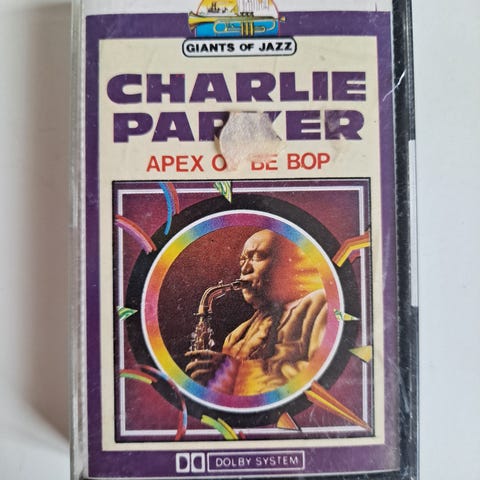 GIANTS OF JAZZ
CHARLIE
PARKER
APEX OF BE BOP
DOLBY SYSTEM